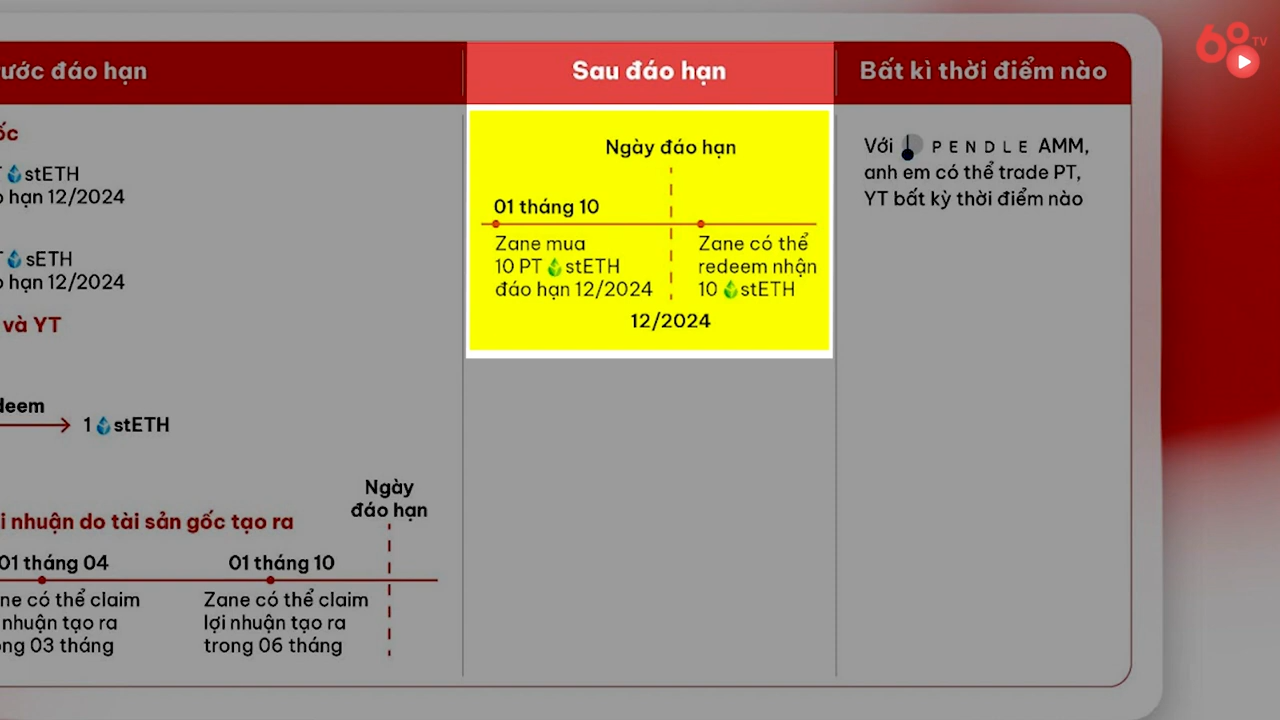 ước đáo hạn
Sau đáo hạn
Bất kì thời điểm nào
TV
ốc
stETH
hạn 12/2024
sETH
hạn 12/2024
và YT
deem
1 stETH
nhuận do tài sản gốc tạo ra
Ngày
đáo hạn
01 tháng 04
01 tháng 10
ne có thể claim
nhuận tạo ra
ng 03 tháng
Zane có thể claim
lợi nhuận tạo ra
trong 06 tháng
Ngày đáo hạn
01 tháng 10
Zane mua
10 PT stETH
đáo hạn 12/2024
Zane có thể
redeem nhận
10 stETH
12/2024
Với PENDLE AMM,
anh em có thể trade PT,
YT bất kỳ thời điểm nào